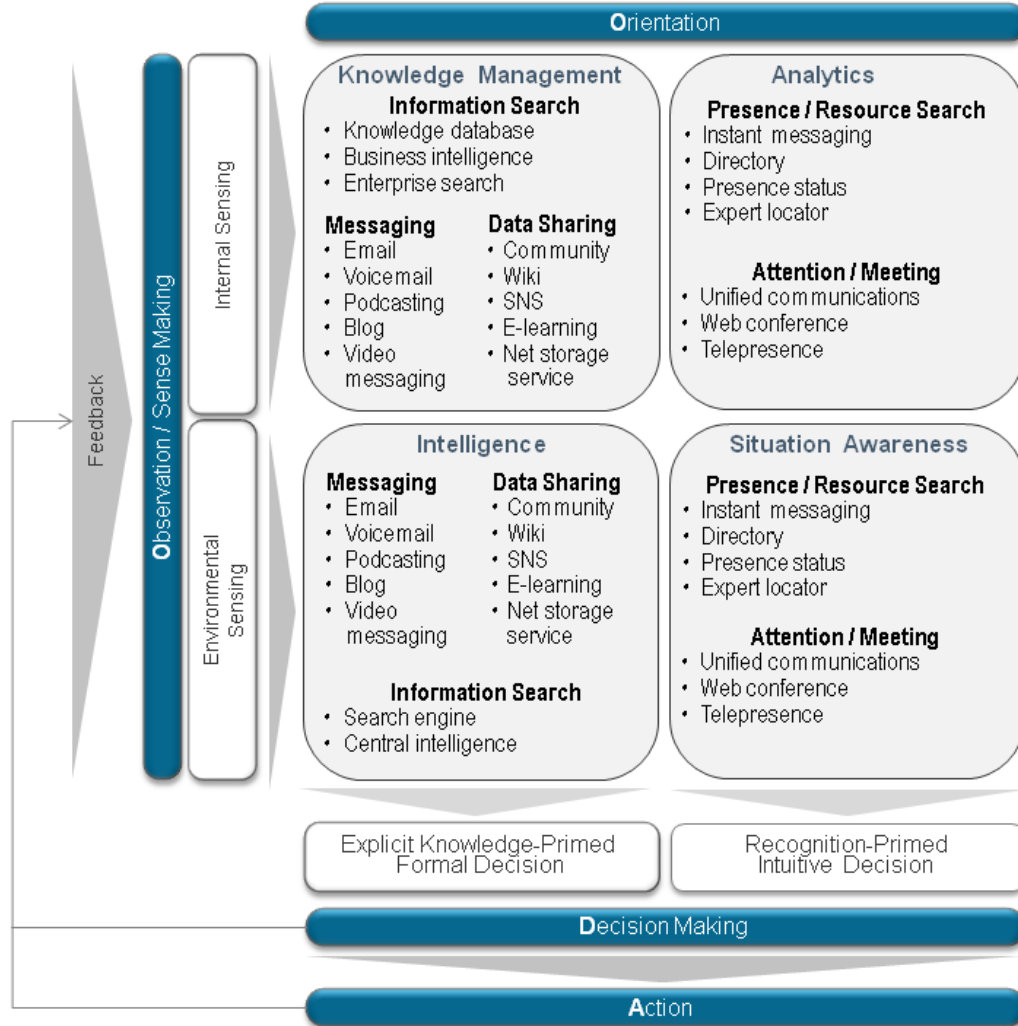 Orientation
Feedback
Observation / Sense Making
Internal Sensing
Knowledge Management
Information Search
• Knowledge database
• Business intelligence
• Enterprise search
Messaging
• Email
• Voicemail
• Podcasting
• Blog
• Video
messaging
Data Sharing
• Community
• Wiki
• SNS
• E-learning
• Net storage
service
Analytics
Presence / Resource Search
• Instant messaging
• Directory
• Presence status
• Expert locator
Attention / Meeting
• Unified communications
• Web conference
• Telepresence
Environmental
Sensing
Intelligence
Messaging
• Email
• Voicemail
• Podcasting
• Blog
• Video
messaging
Data Sharing
• Community
• Wiki
• SNS
• E-learning
• Net storage
service
Information Search
• Search engine
• Central intelligence
Situation Awareness
Presence / Resource Search
• Instant messaging
• Directory
• Presence status
• Expert locator
Attention / Meeting
• Unified communications
• Web conference
• Telepresence
Explicit Knowledge-Primed
Formal Decision
Recognition-Primed
Intuitive Decision
Decision Making
Action